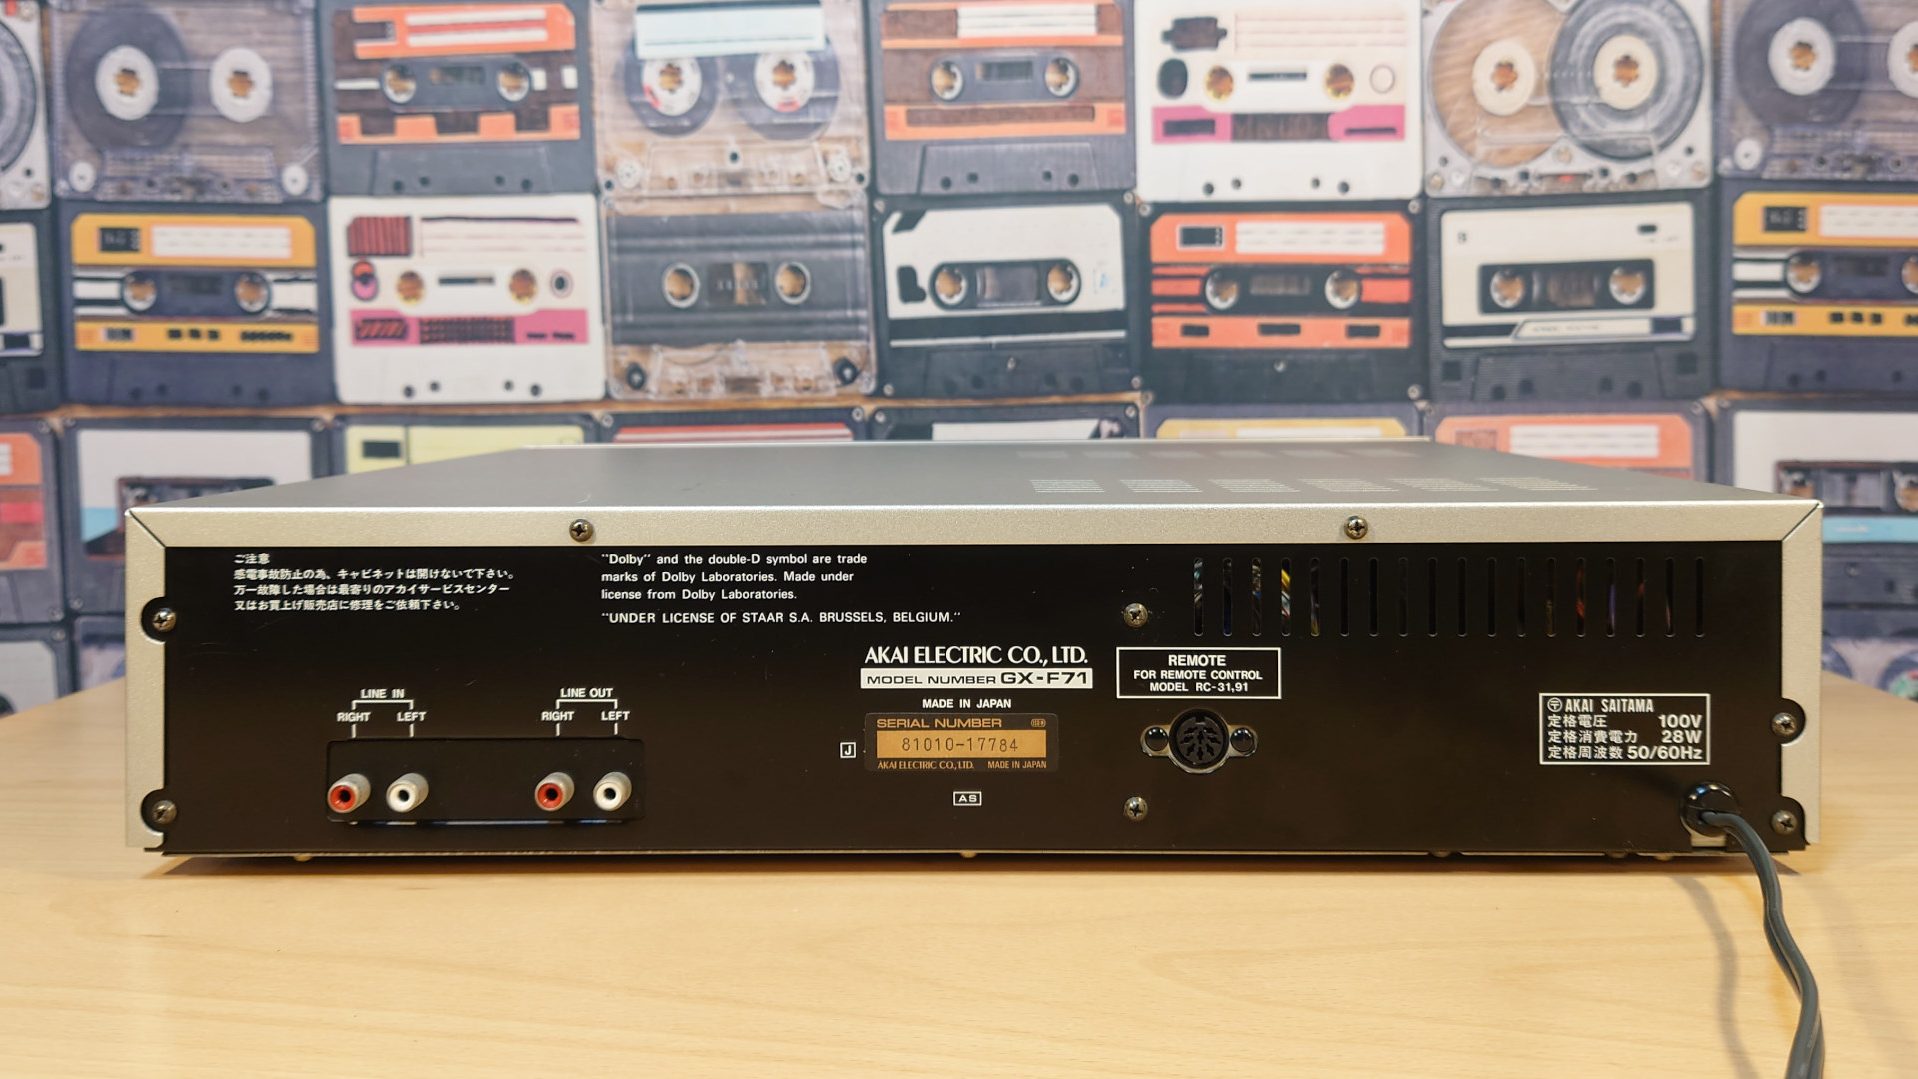 ご注意
感電事故防止の為、キャビネットは開けないで下さい。
万一故障した場合は最寄りのアカイサービスセンター
又はお買上げ販売店に修理をご依頼下さい。
"Dolby" and the double-D symbol are trade
marks of Dolby Laboratories. Made under
license from Dolby Laboratories.
"UNDER LICENSE OF STAAR S.A. BRUSSELS, BELGIUM."
AKAI ELECTRIC CO., LTD.
MODEL NUMBER GX-F71
MADE IN JAPAN
SERIAL NUMBER
81010-17784
AKAI ELECTRIC CO., LTD. MADE IN JAPAN
J
AS
LINE IN
RIGHT LEFT
LINE OUT
RIGHT LEFT
REMOTE
FOR REMOTE CONTROL
MODEL RC-31,91
〒 AKAI SAITAMA
定格電圧 100V
定格消費電力 28W
定格周波数 50/60Hz
B